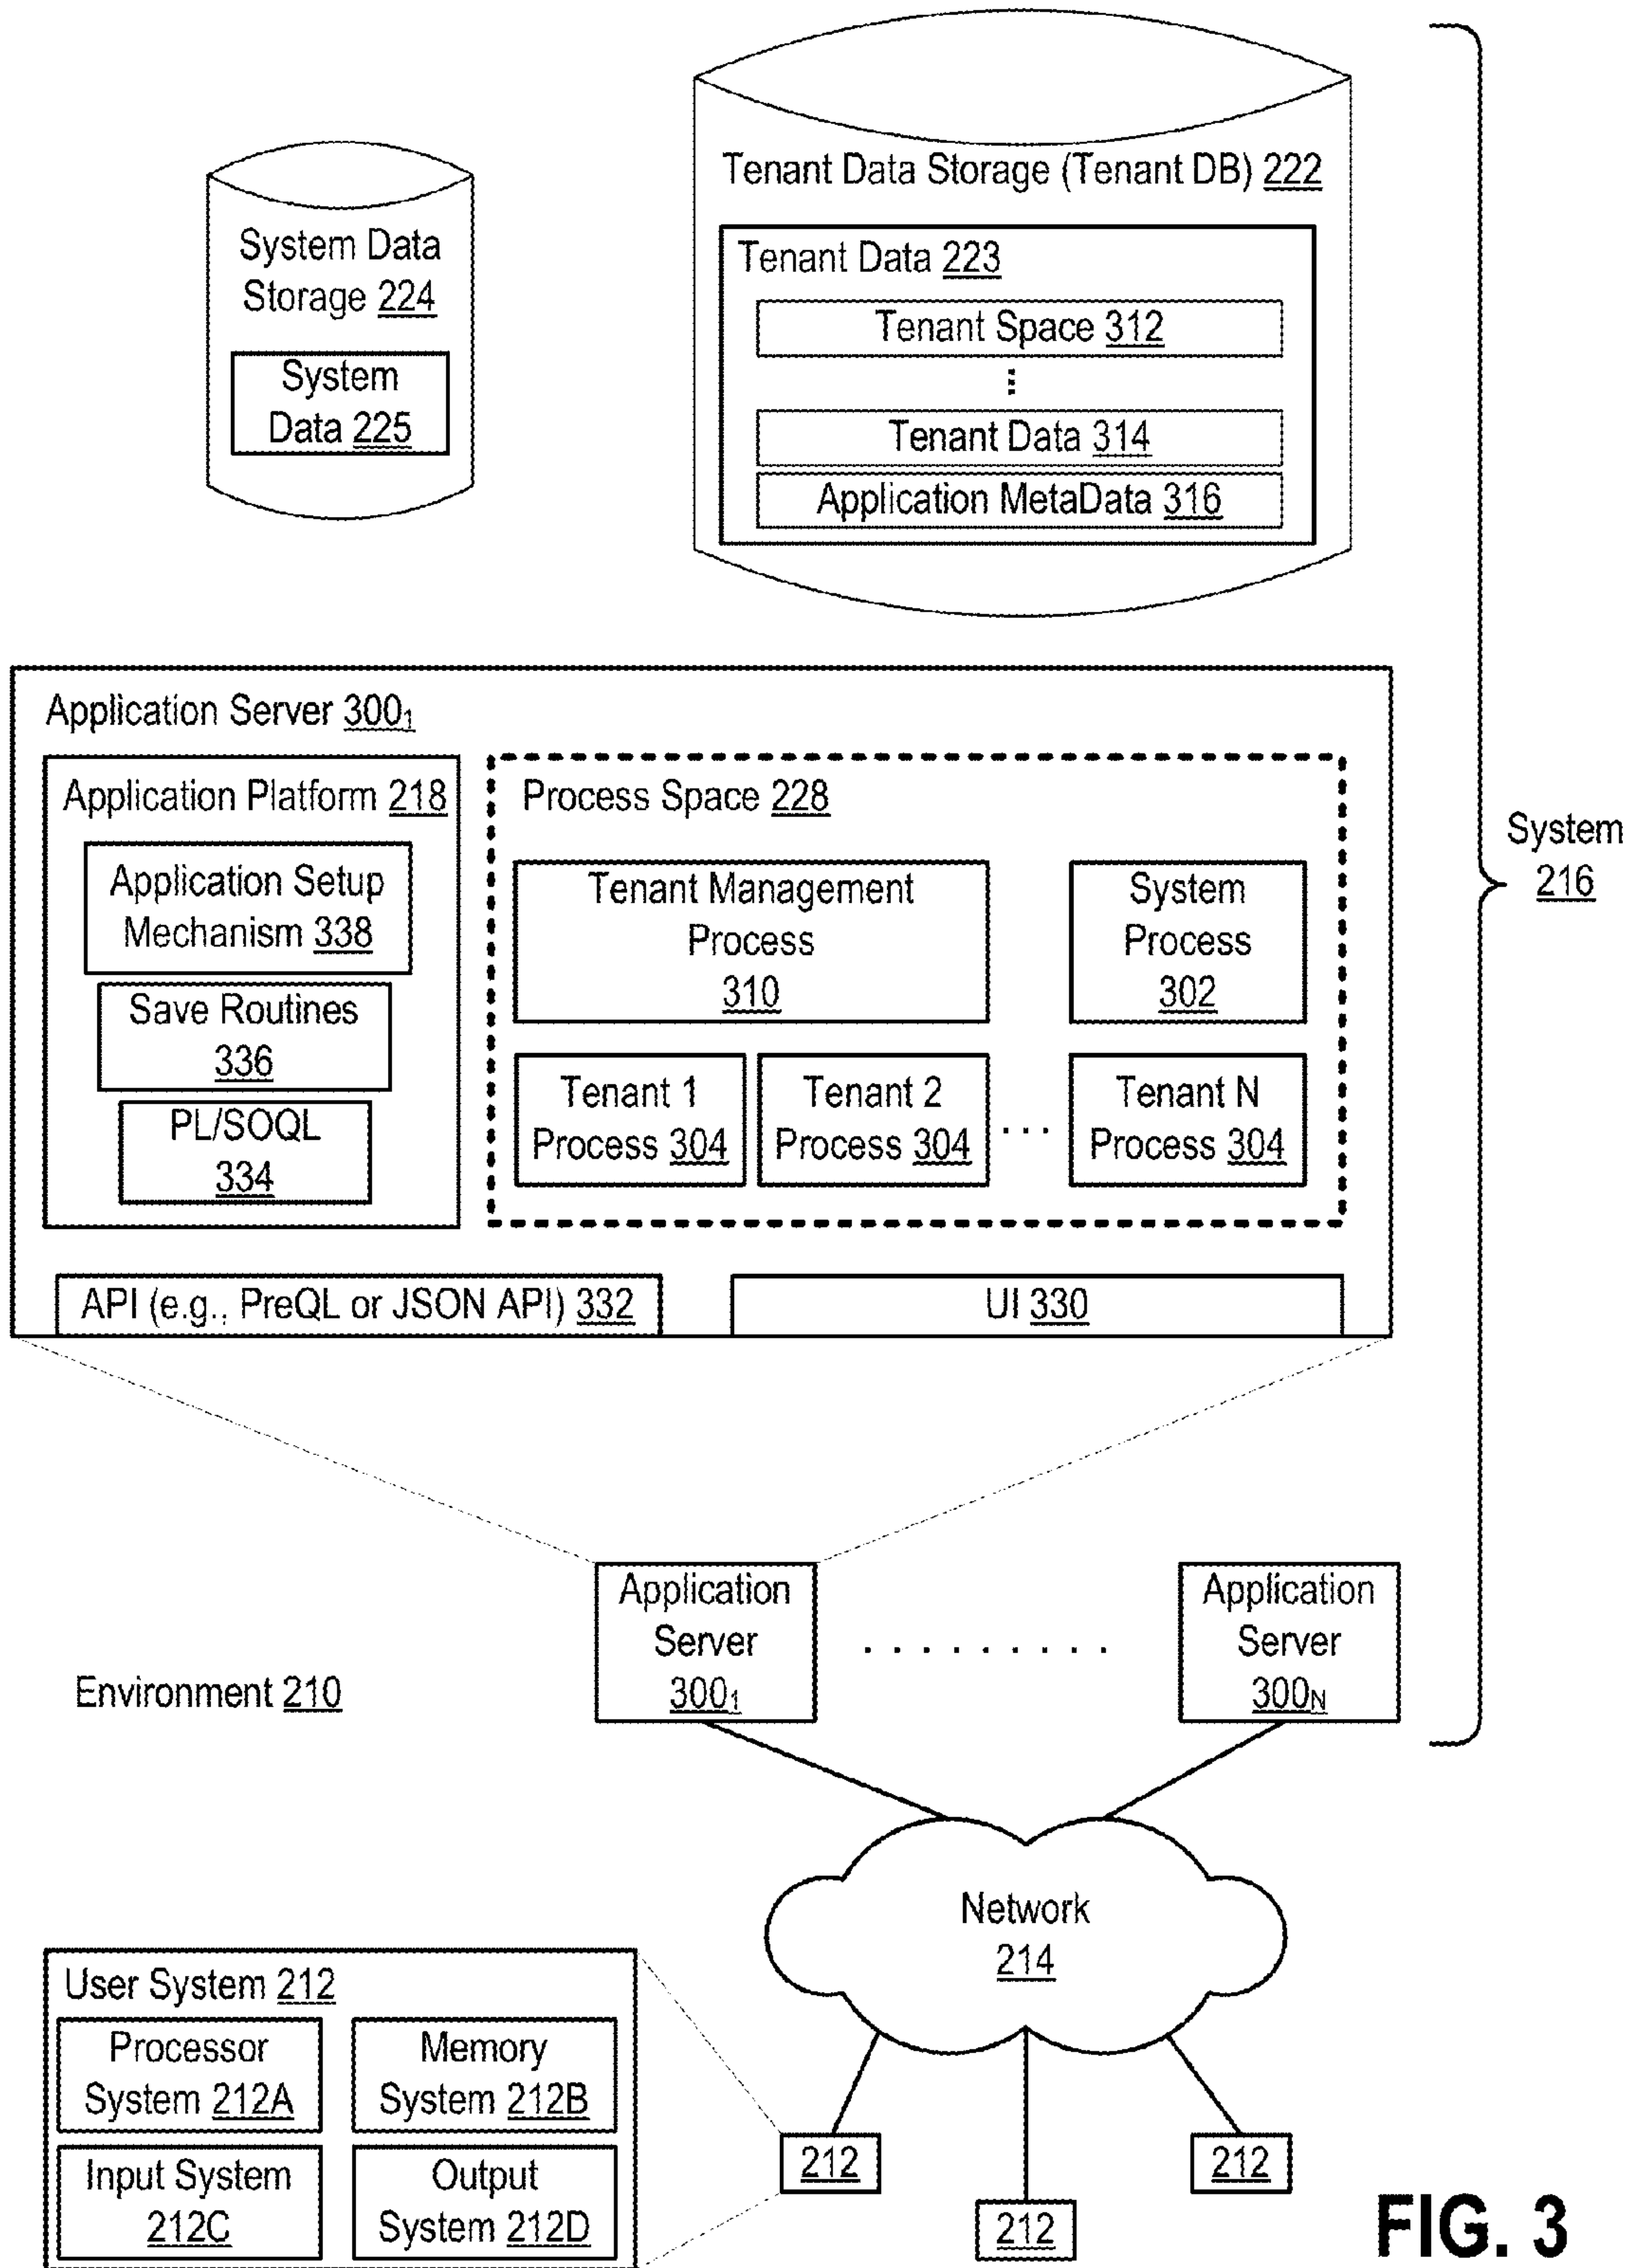 Tenant Data Storage (Tenant DB) 222
Tenant Data 223
Tenant Space 312
Tenant Data 314
Application MetaData 316
System Data
Storage 224
System
Data 225
System
216
Application Server 300₁
Application Platform 218
Application Setup
Mechanism 338
Save Routines
336
PL/SOQL
334
Process Space 228
Tenant Management
Process
310
System
Process
302
Tenant 1
Process 304
Tenant 2
Process 304
. . .
Tenant N
Process 304
API (e.g., PreQL or JSON API) 332
UI 330
Application
Server
300₁
. . . . . . . . .
Application
Server
300N
Environment 210
Network
214
User System 212
Processor
System 212A
Memory
System 212B
Input System
212C
Output
System 212D
212
212
212
FIG. 3